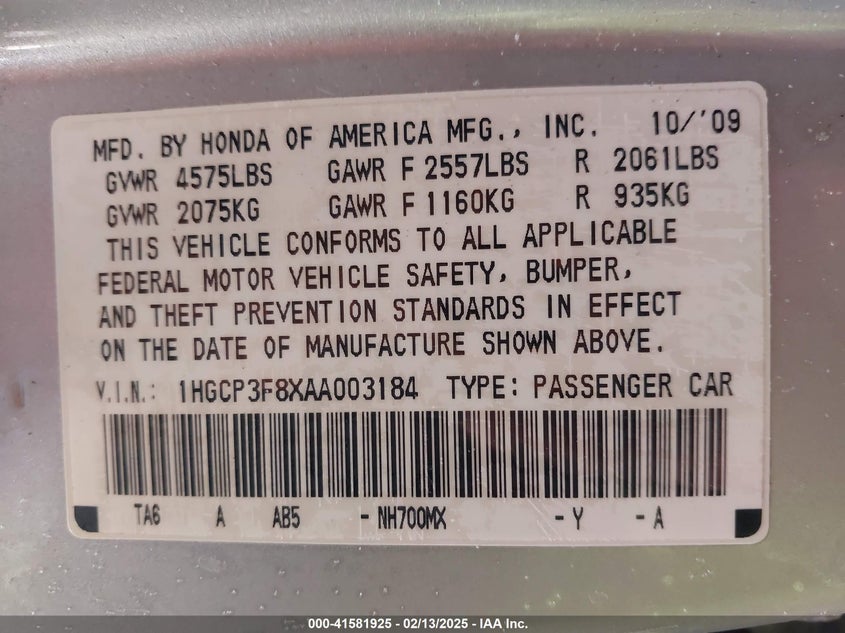 MFD. BY HONDA OF AMERICA MFG., INC. 10/'09
GVWR 4575LBS GAWR F 2557LBS R 2061LBS
GVWR 2075KG GAWR F 1160KG R 935KG
THIS VEHICLE CONFORMS TO ALL APPLICABLE
FEDERAL MOTOR VEHICLE SAFETY, BUMPER,
AND THEFT PREVENTION STANDARDS IN EFFECT
ON THE DATE OF MANUFACTURE SHOWN ABOVE.
V.I.N.: 1HGCP3F8XAA003184 TYPE: PASSENGER CAR
TA6 A AB5 - NH700MX - Y - A
000-41581925 - 02/13/2025 - IAA Inc.